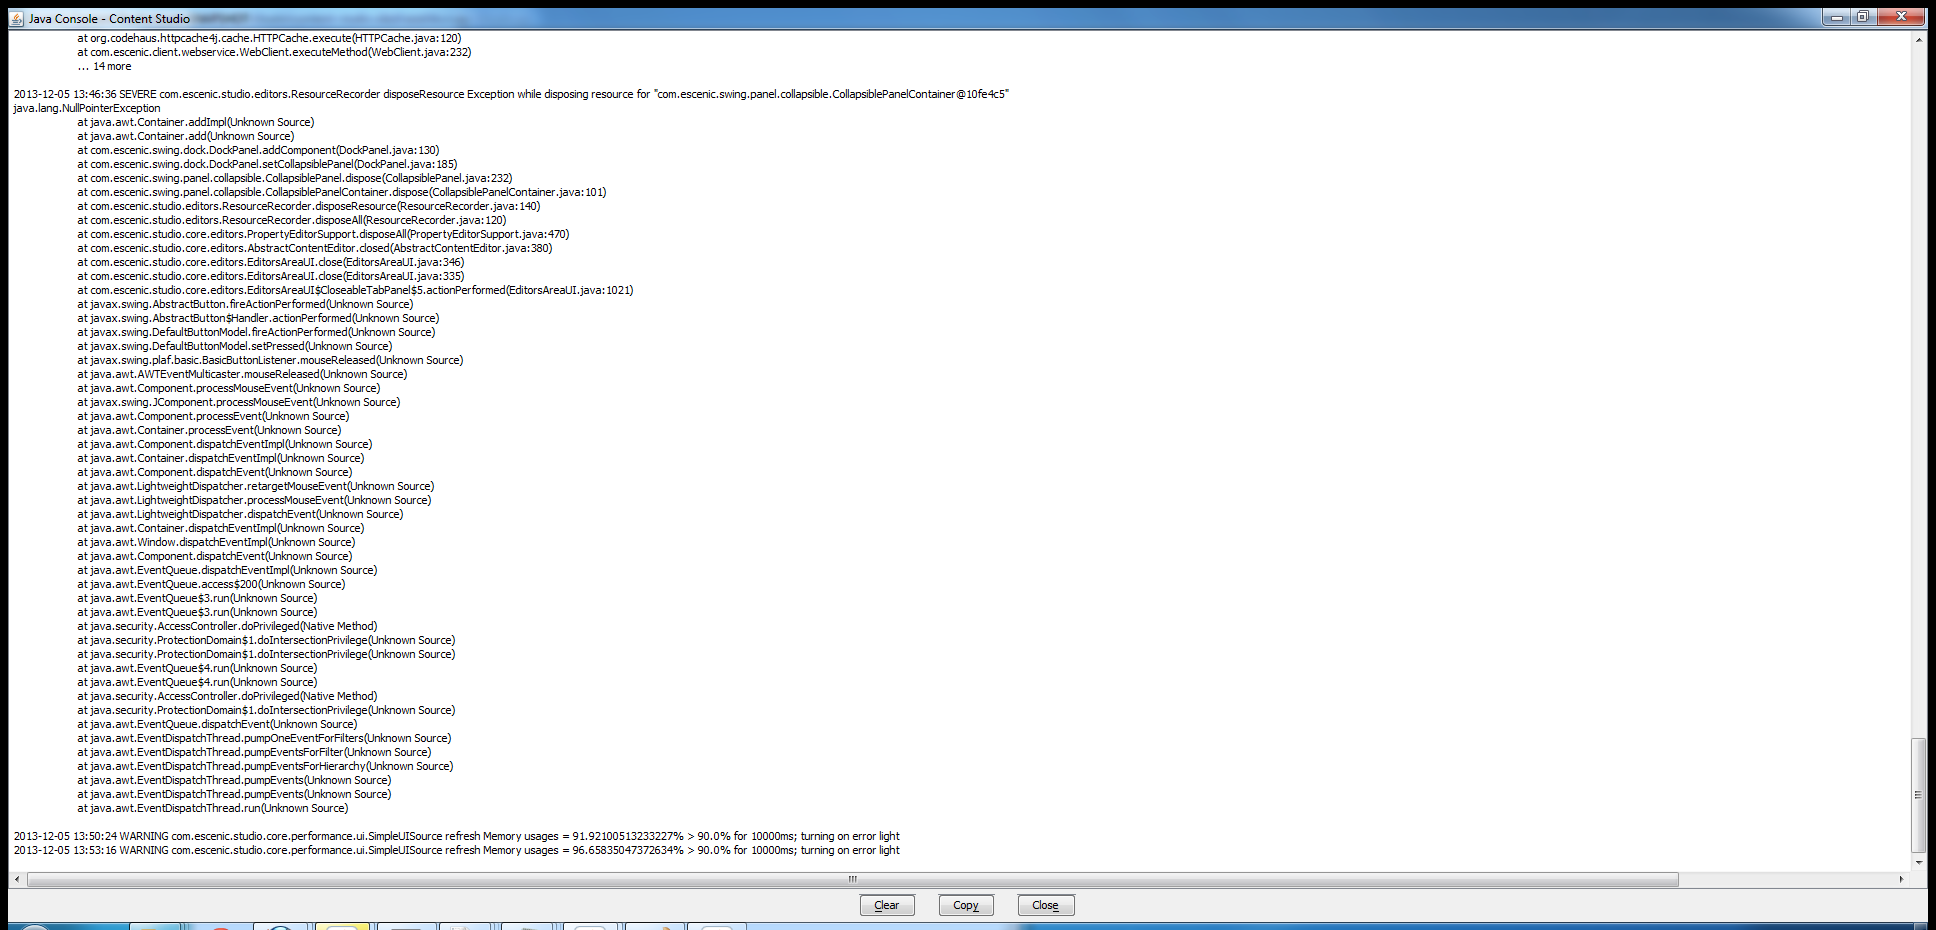 Java Console - Content Studio
at org.codehaus.httpcache4j.cache.HTTPCache.execute(HTTPCache.java:120)
at com.escenic.client.webservice.WebClient.executeMethod(WebClient.java:232)
... 14 more
2013-12-05 13:46:36 SEVERE com.escenic.studio.editors.ResourceRecorder disposeResource Exception while disposing resource for "com.escenic.swing.panel.collapsible.CollapsiblePanelContainer@10fe4c5"
java.lang.NullPointerException
at java.awt.Container.addImpl(Unknown Source)
at java.awt.Container.add(Unknown Source)
at com.escenic.swing.dock.DockPanel.addComponent(DockPanel.java:130)
at com.escenic.swing.dock.DockPanel.setCollapsiblePanel(DockPanel.java:185)
at com.escenic.swing.panel.collapsible.CollapsiblePanel.dispose(CollapsiblePanel.java:232)
at com.escenic.swing.panel.collapsible.CollapsiblePanelContainer.dispose(CollapsiblePanelContainer.java:101)
at com.escenic.studio.editors.ResourceRecorder.disposeResource(ResourceRecorder.java:140)
at com.escenic.studio.editors.ResourceRecorder.disposeAll(ResourceRecorder.java:120)
at com.escenic.studio.core.editors.PropertyEditorSupport.disposeAll(PropertyEditorSupport.java:470)
at com.escenic.studio.core.editors.AbstractContentEditor.closed(AbstractContentEditor.java:380)
at com.escenic.studio.core.editors.EditorsAreaUI.close(EditorsAreaUI.java:346)
at com.escenic.studio.core.editors.EditorsAreaUI.close(EditorsAreaUI.java:335)
at com.escenic.studio.core.editors.EditorsAreaUI$CloseableTabPanel$5.actionPerformed(EditorsAreaUI.java:1021)
at javax.swing.AbstractButton.fireActionPerformed(Unknown Source)
at javax.swing.AbstractButton$Handler.actionPerformed(Unknown Source)
at javax.swing.DefaultButtonModel.fireActionPerformed(Unknown Source)
at javax.swing.DefaultButtonModel.setPressed(Unknown Source)
at javax.swing.plaf.basic.BasicButtonListener.mouseReleased(Unknown Source)
at java.awt.AWTEventMulticaster.mouseReleased(Unknown Source)
at java.awt.Component.processMouseEvent(Unknown Source)
at javax.swing.JComponent.processMouseEvent(Unknown Source)
at java.awt.Component.processEvent(Unknown Source)
at java.awt.Container.processEvent(Unknown Source)
at java.awt.Component.dispatchEventImpl(Unknown Source)
at java.awt.Container.dispatchEventImpl(Unknown Source)
at java.awt.Component.dispatchEvent(Unknown Source)
at java.awt.LightweightDispatcher.retargetMouseEvent(Unknown Source)
at java.awt.LightweightDispatcher.processMouseEvent(Unknown Source)
at java.awt.LightweightDispatcher.dispatchEvent(Unknown Source)
at java.awt.Container.dispatchEventImpl(Unknown Source)
at java.awt.Window.dispatchEventImpl(Unknown Source)
at java.awt.Component.dispatchEvent(Unknown Source)
at java.awt.EventQueue.dispatchEventImpl(Unknown Source)
at java.awt.EventQueue.access$200(Unknown Source)
at java.awt.EventQueue$3.run(Unknown Source)
at java.awt.EventQueue$3.run(Unknown Source)
at java.security.AccessController.doPrivileged(Native Method)
at java.security.ProtectionDomain$1.doIntersectionPrivilege(Unknown Source)
at java.security.ProtectionDomain$1.doIntersectionPrivilege(Unknown Source)
at java.awt.EventQueue$4.run(Unknown Source)
at java.awt.EventQueue$4.run(Unknown Source)
at java.security.AccessController.doPrivileged(Native Method)
at java.security.ProtectionDomain$1.doIntersectionPrivilege(Unknown Source)
at java.awt.EventQueue.dispatchEvent(Unknown Source)
at java.awt.EventDispatchThread.pumpOneEventForFilters(Unknown Source)
at java.awt.EventDispatchThread.pumpEventsForFilter(Unknown Source)
at java.awt.EventDispatchThread.pumpEventsForHierarchy(Unknown Source)
at java.awt.EventDispatchThread.pumpEvents(Unknown Source)
at java.awt.EventDispatchThread.pumpEvents(Unknown Source)
at java.awt.EventDispatchThread.run(Unknown Source)
2013-12-05 13:50:24 WARNING com.escenic.studio.core.performance.ui.SimpleUISource refresh Memory usages = 91.92100513233227% > 90.0% for 10000ms; turning on error light
2013-12-05 13:53:16 WARNING com.escenic.studio.core.performance.ui.SimpleUISource refresh Memory usages = 96.65835047372634% > 90.0% for 10000ms; turning on error light
Clear Copy Close